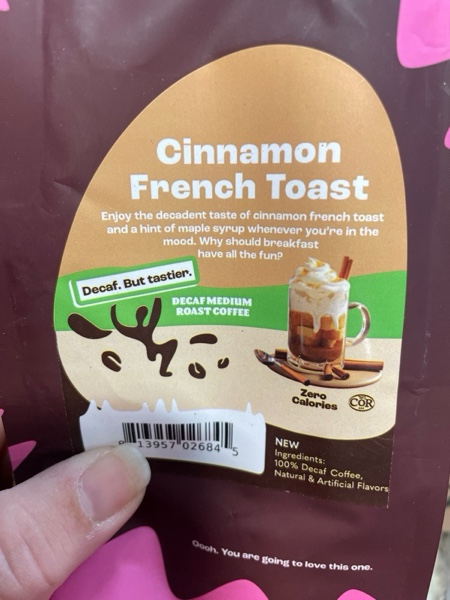 Cinnamon
French Toast
Enjoy the decadent taste of cinnamon french toast
and a hint of maple syrup whenever you're in the
mood. Why should breakfast
have all the fun?
Decaf. But tastier.
DECAF MEDIUM
ROAST COFFEE
Zero
Calories
COR
13957 02684 5
NEW
Ingredients:
100% Decaf Coffee,
Natural & Artificial Flavors
Oooh. You are going to love this one.